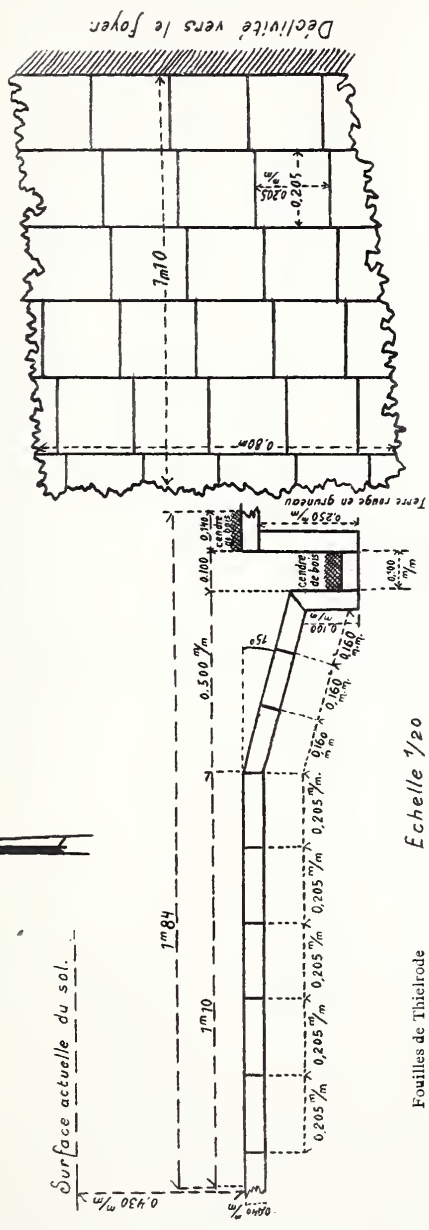 Déclivité vers le foyer.
1m10
0.205 m/m
0,205
0.80m
Terre rouge en gruneau
Surface actuelle du sol.
0.430 m/m
1m84
1m10
0.500 m/m
0.100
0.140
cendre
de bois
0.250 m/m
cendre
de bois
0.100
m/m
15°
0.100
m/m
0.160
m.m.
0.160
m.m.
0.160
m m
0,205 m/m.
0,205 m/m
0,205 m/m
0,205 m/m
0,205 m/m
0,040
m/m
Fouilles de Thielrode
Echelle 1/20